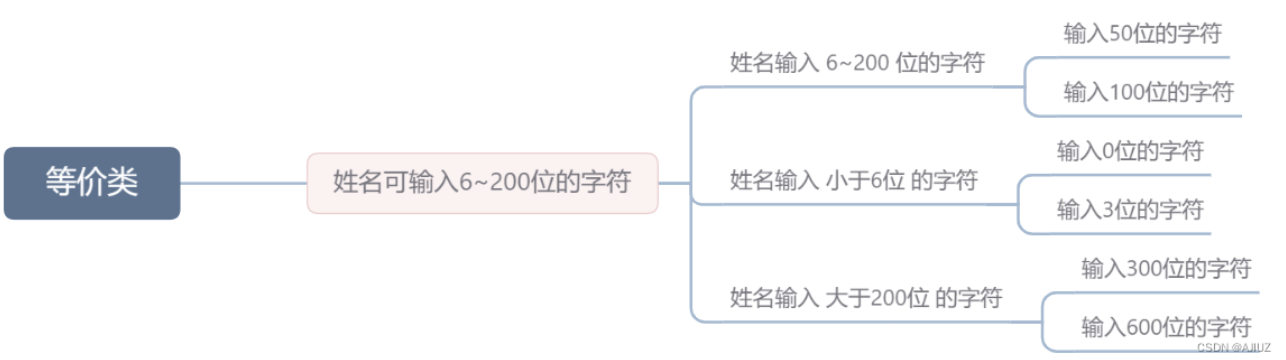 等价类
姓名可输入6~200位的字符
姓名输入 6~200 位的字符
输入50位的字符
输入100位的字符
姓名输入 小于6位 的字符
输入0位的字符
输入3位的字符
姓名输入 大于200位 的字符
输入300位的字符
输入600位的字符
CSDN @AJIUZ